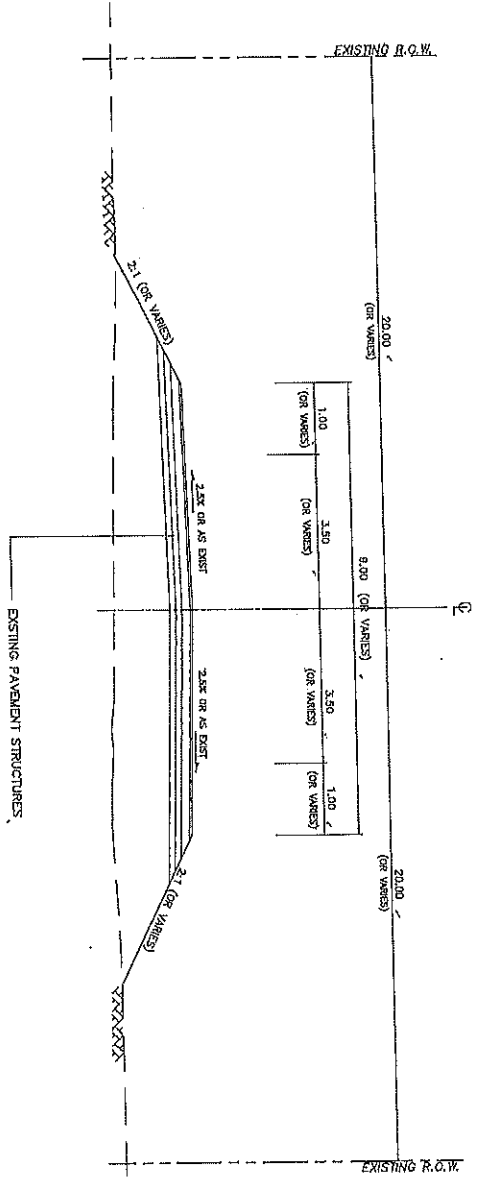 EXISTING R.O.W.
EXISTING R.O.W.
20.00
(OR VARIES)
20.00
(OR VARIES)
9.00 (OR VARIES)
1.00
(OR VARIES)
3.50
(OR VARIES)
3.50
(OR VARIES)
1.00
(OR VARIES)
℄
2:1 (OR VARIES)
2.5% OR AS EXIST
2.5% OR AS EXIST
2:1 (OR VARIES)
EXISTING PAVEMENT STRUCTURES